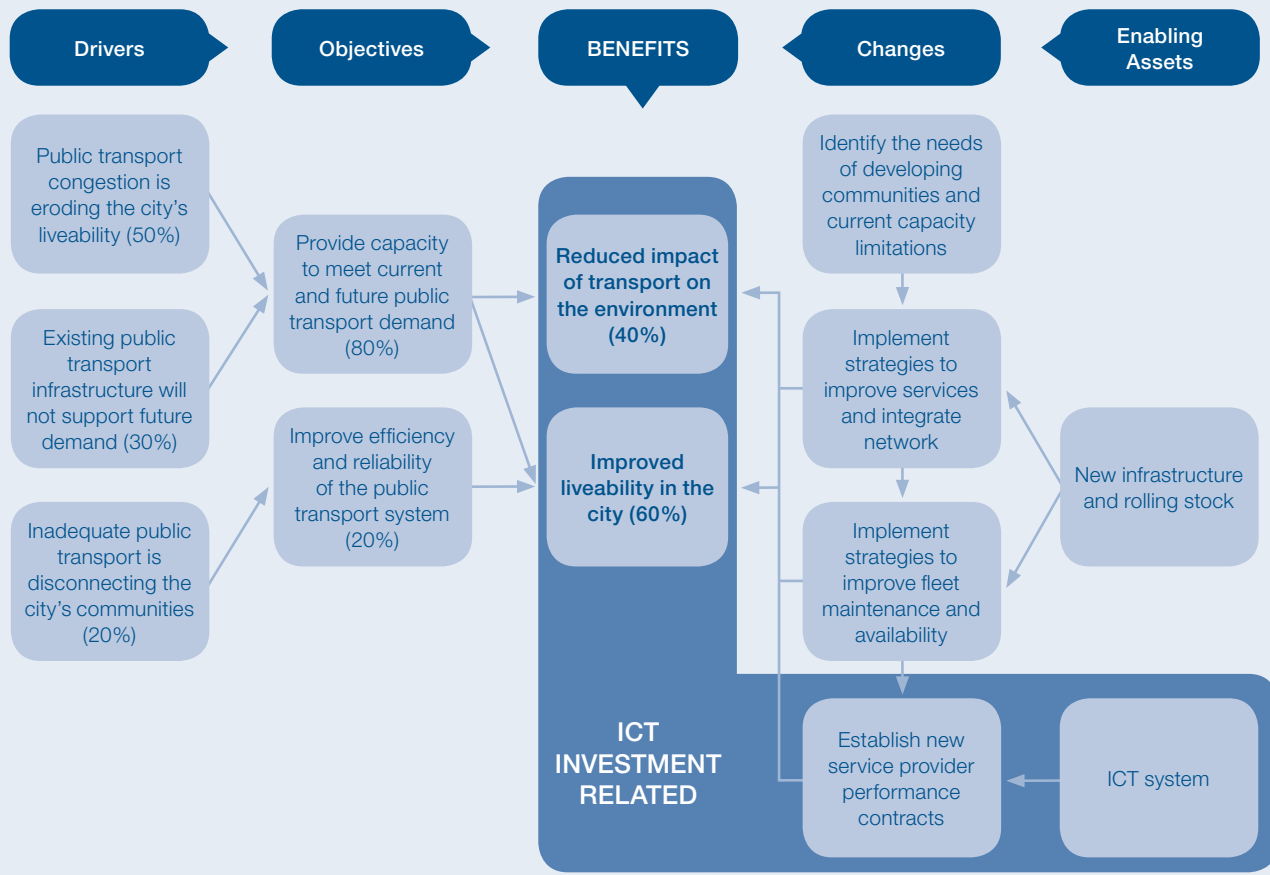 Drivers
Objectives
BENEFITS
Changes
Enabling
Assets
Public transport
congestion is
eroding the city's
liveability (50%)
Existing public
transport
infrastructure will
not support future
demand (30%)
Inadequate public
transport is
disconnecting the
city's communities
(20%)
Provide capacity
to meet current
and future public
transport demand
(80%)
Improve efficiency
and reliability
of the public
transport system
(20%)
Reduced impact
of transport on
the environment
(40%)
Improved
liveability in the
city (60%)
ICT
INVESTMENT
RELATED
Identify the needs
of developing
communities and
current capacity
limitations
Implement
strategies to
improve services
and integrate
network
Implement
strategies to
improve fleet
maintenance and
availability
Establish new
service provider
performance
contracts
New infrastructure
and rolling stock
ICT system